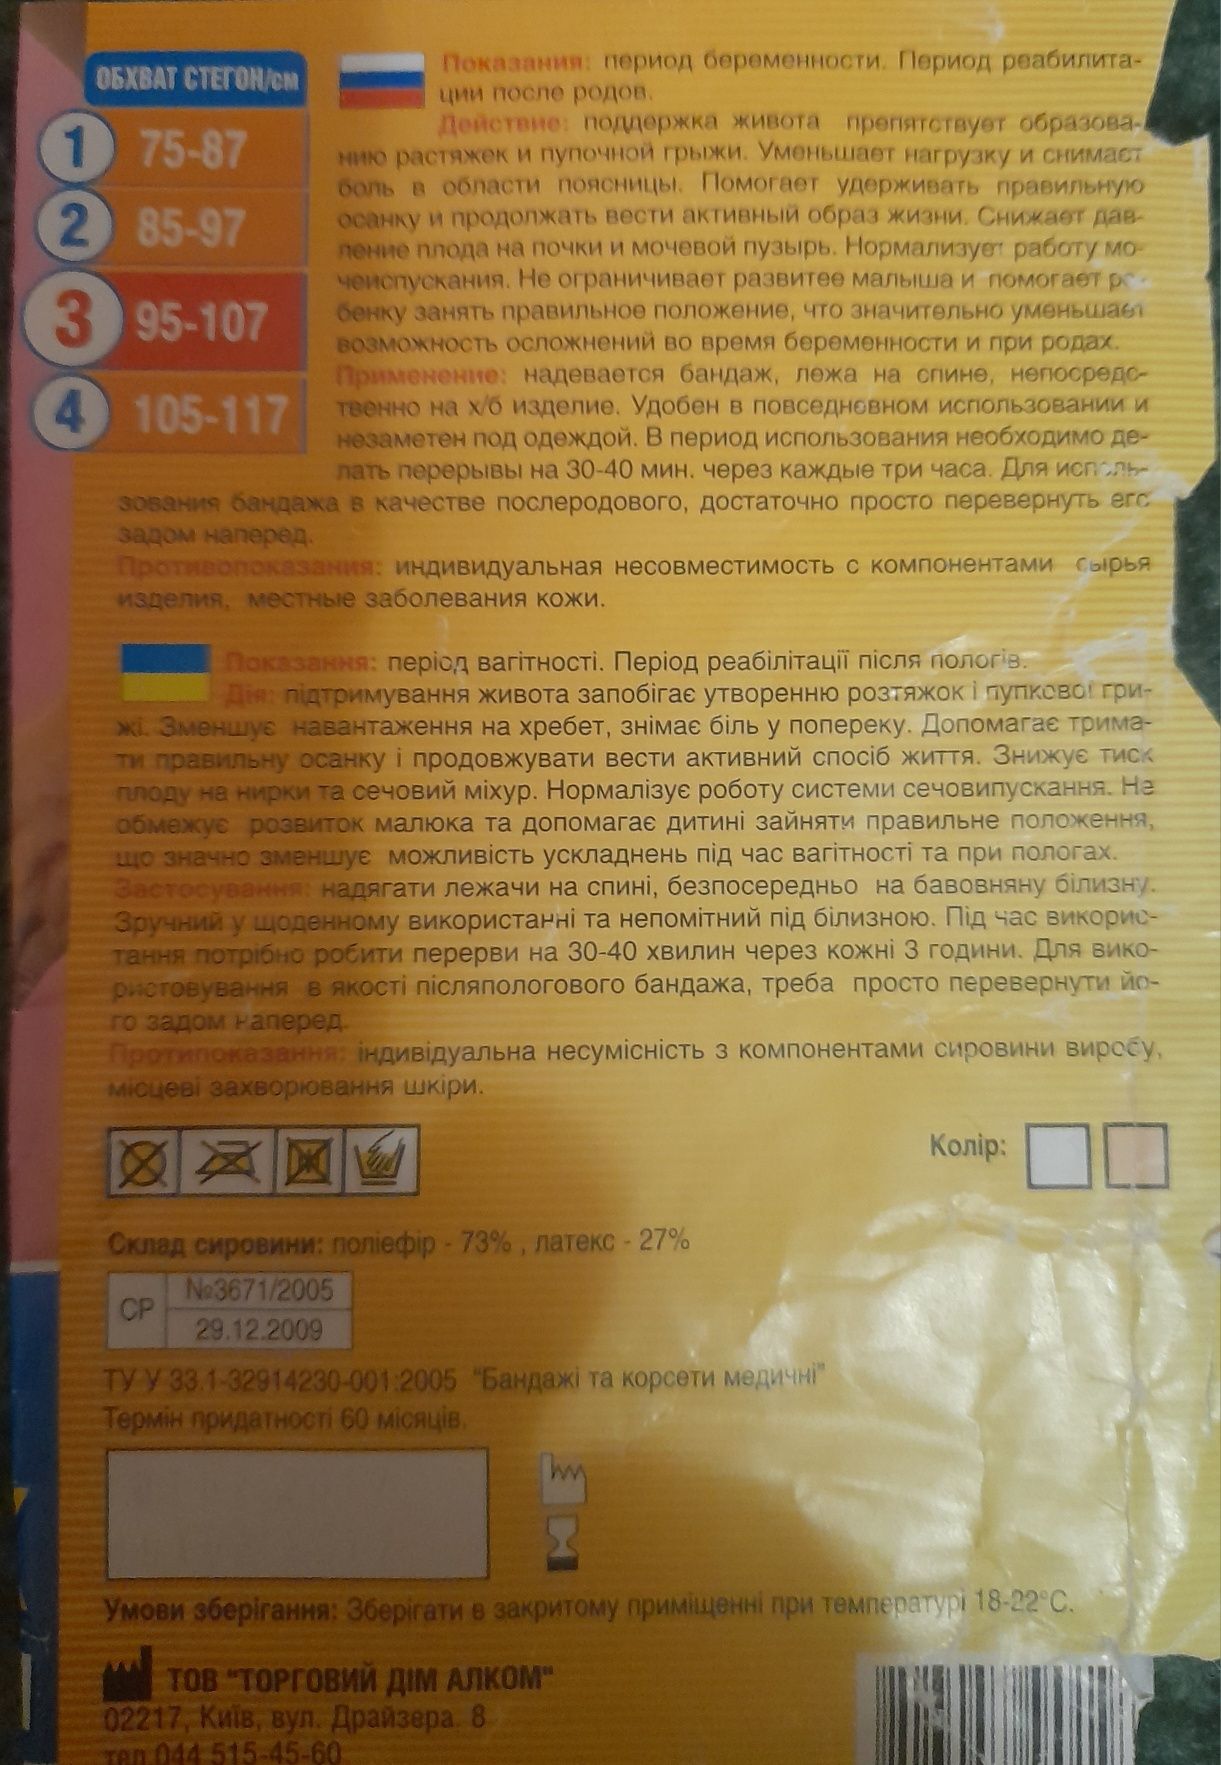 ОБХВАТ СТЕГОН/см
1 75-87
2 85-97
3 95-107
4 105-117
Показания: период беременности. Период реабилита-
ции после родов.
Действие: поддержка живота препятствует образова-
нию растяжек и пупочной грыжи. Уменьшает нагрузку и снимает
боль в области поясницы. Помогает удерживать правильную
осанку и продолжать вести активный образ жизни. Снижает дав-
ление плода на почки и мочевой пузырь. Нормализует работу мо-
чеиспускания. Не ограничивает развитее малыша и помогает ре-
бенку занять правильное положение, что значительно уменьшает
возможность осложнений во время беременности и при родах.
Применение: надевается бандаж, лежа на спине, непосредс-
твенно на х/б изделие. Удобен в повседневном использовании и
незаметен под одеждой. В период использования необходимо де-
лать перерывы на 30-40 мин. через каждые три часа. Для исполь-
зования бандажа в качестве послеродового, достаточно просто перевернуть его
задом наперед.
Противопоказания: индивидуальная несовместимость с компонентами сырья
изделия, местные заболевания кожи.
Показання: період вагітності. Період реабілітації після пологів.
Дія: підтримування живота запобігає утворенню розтяжок і пупкової гри-
жі. Зменшує навантаження на хребет, знімає біль у попереку. Допомагає трима-
ти правильну осанку і продовжувати вести активний спосіб життя. Знижує тиск
плоду на нирки та сечовий міхур. Нормалізує роботу системи сечовипускання. Не
обмежує розвиток малюка та допомагає дитині зайняти правильне положення,
що значно зменшує можливість ускладнень під час вагітності та при пологах.
Застосування: надягати лежачи на спині, безпосередньо на бавовняну білизну.
Зручний у щоденному використанні та непомітний під білизною. Під час викорис-
тання потрібно робити перерви на 30-40 хвилин через кожні 3 години. Для вико-
ристовування в якості післяпологового бандажа, треба просто перевернути йо-
го задом наперед.
Протипоказання: індивідуальна несумісність з компонентами сировини виробу,
місцеві захворювання шкіри.
Колір:
Склад сировини: поліефір - 73% , латекс - 27%
СР №3671/2005
29.12.2009
ТУ У 33.1-32914230-001:2005 "Бандажі та корсети медичні"
Термін придатності 60 місяців.
Умови зберігання: Зберігати в закритому приміщенні при температурі 18-22°С.
ТОВ "ТОРГОВИЙ ДІМ АЛКОМ"
02217, Київ, вул. Драйзера. 8
тел 044 515-45-60